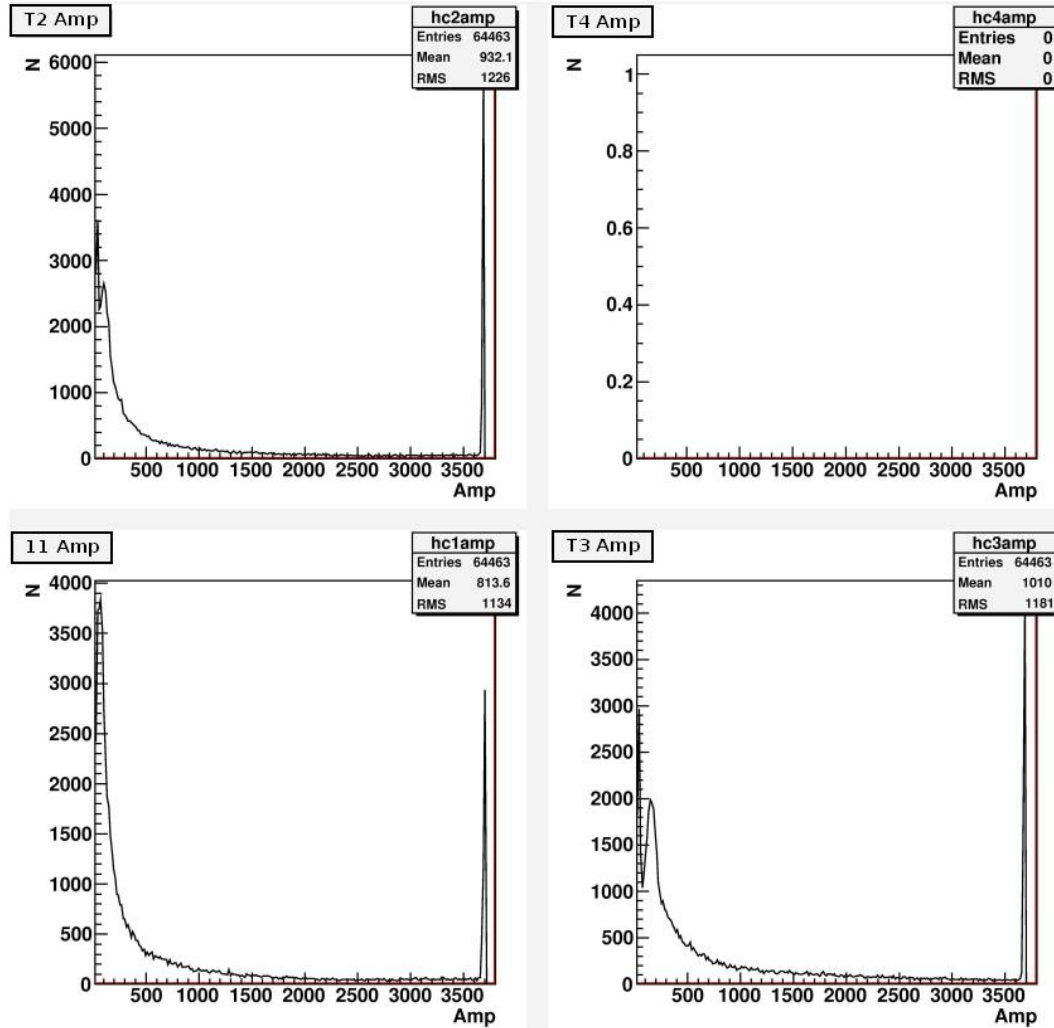 T2 Amp
hc2amp
Entries 64463
Mean 932.1
RMS 1226
N
6000
5000
4000
3000
2000
1000
0
500 1000 1500 2000 2500 3000 3500
Amp
T4 Amp
hc4amp
Entries 0
Mean 0
RMS 0
N
1
0.8
0.6
0.4
0.2
0
500 1000 1500 2000 2500 3000 3500
Amp
11 Amp
hc1amp
Entries 64463
Mean 813.6
RMS 1134
N
4000
3500
3000
2500
2000
1500
1000
500
0
500 1000 1500 2000 2500 3000 3500
Amp
T3 Amp
hc3amp
Entries 64463
Mean 1010
RMS 1181
N
4000
3500
3000
2500
2000
1500
1000
500
0
500 1000 1500 2000 2500 3000 3500
Amp